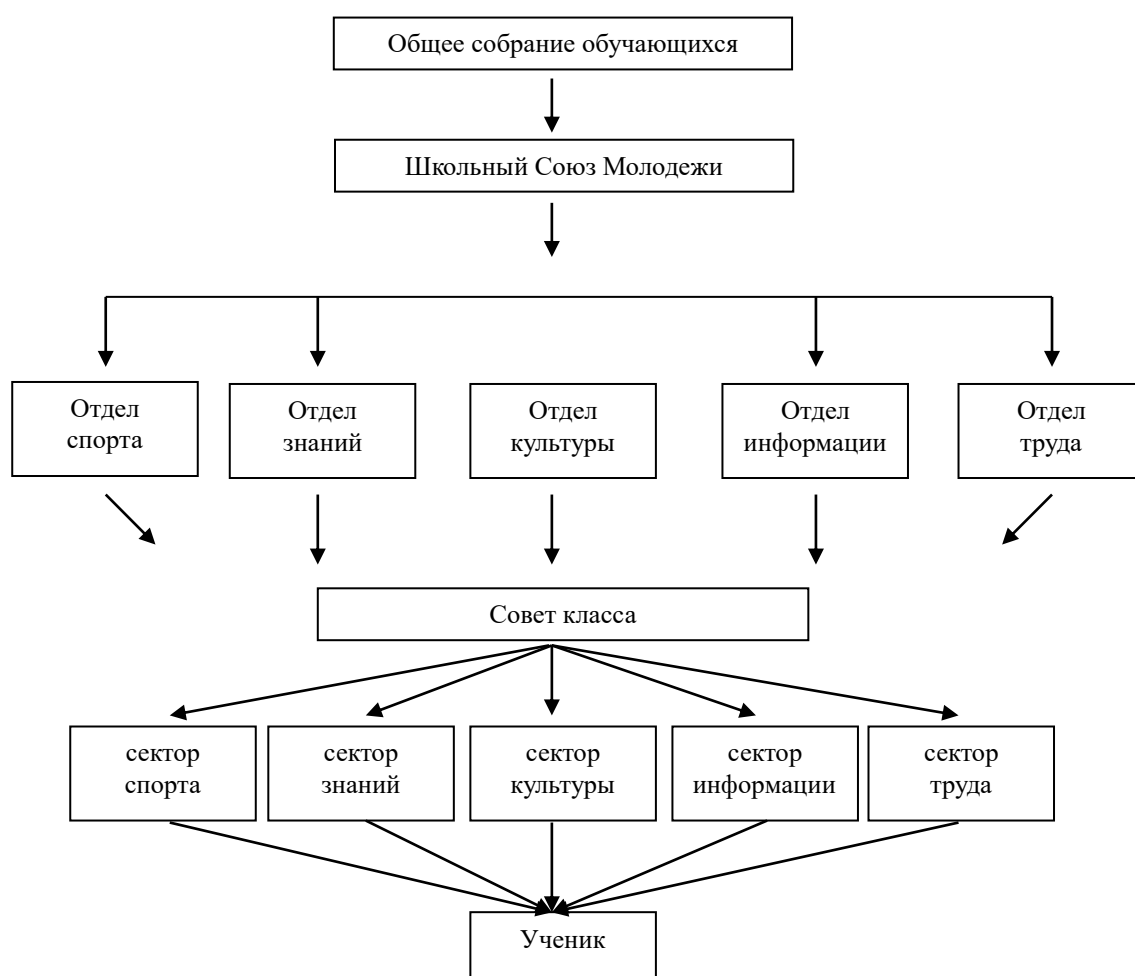 Общее собрание обучающихся
Школьный Союз Молодежи
Отдел
спорта
Отдел
знаний
Отдел
культуры
Отдел
информации
Отдел
труда
Совет класса
сектор
спорта
сектор
знаний
сектор
культуры
сектор
информации
сектор
труда
Ученик